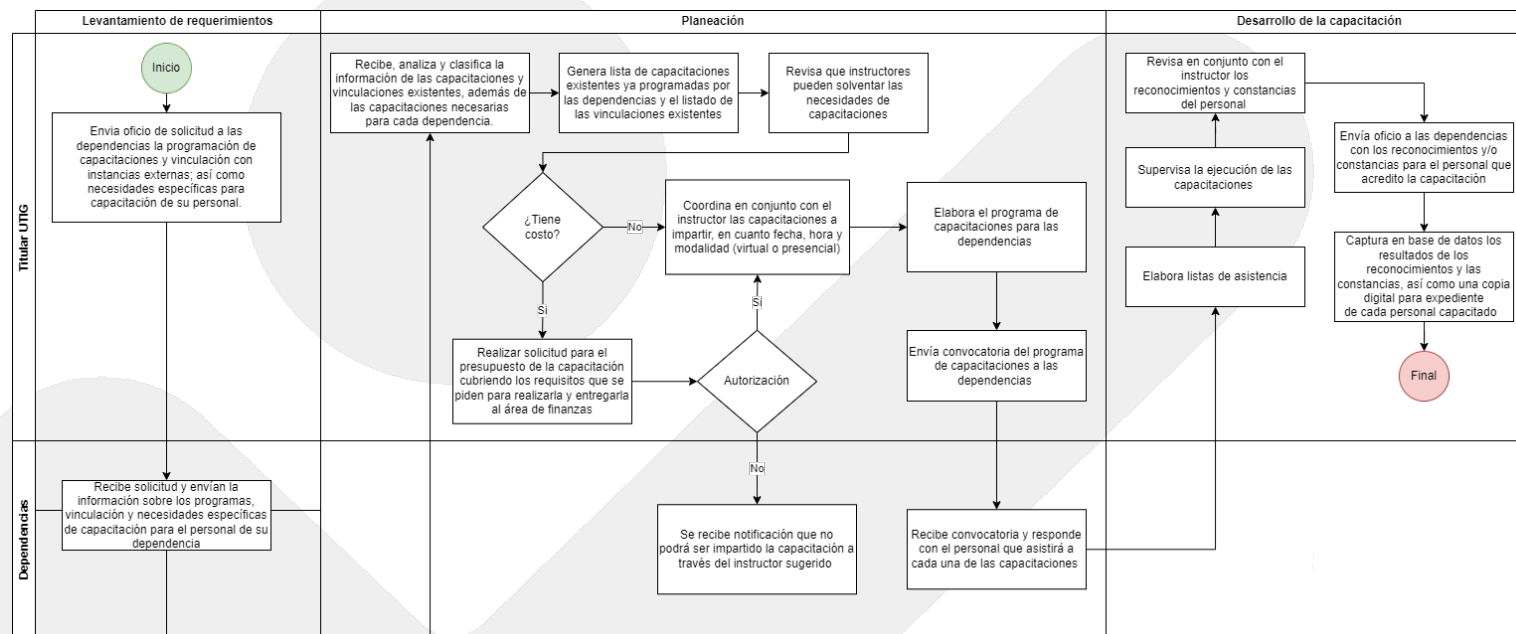 Levantamiento de requerimientos
Planeación
Desarrollo de la capacitación
Titular UTIG
Inicio
Envia oficio de solicitud a las
dependencias la programación de
capacitaciones y vinculación con
instancias externas; así como
necesidades específicas para
capacitación de su personal.
Recibe, analiza y clasifica la
información de las capacitaciones y
vinculaciones existentes, además de
las capacitaciones necesarias
para cada dependencia.
Genera lista de capacitaciones
existentes ya programadas por
las dependencias y el listado de
las vinculaciones existentes
Revisa que instructores
pueden solventar las
necesidades de
capacitaciones
¿Tiene
costo?
No
Si
Coordina en conjunto con el
instructor las capacitaciones a
impartir, en cuanto fecha, hora y
modalidad (virtual o presencial)
Realizar solicitud para el
presupuesto de la capacitación
cubriendo los requisitos que se
piden para realizarla y entregarla
al área de finanzas
Autorización
Si
No
Elabora el programa de
capacitaciones para las
dependencias
Envía convocatoria del programa
de capacitaciones a las
dependencias
Revisa en conjunto con el
instructor los
reconocimientos y constancias
del personal
Supervisa la ejecución de las
capacitaciones
Elabora listas de asistencia
Envía oficio a las dependencias
con los reconocimientos y/o
constancias para el personal que
acredito la capacitación
Captura en base de datos los
resultados de los
reconocimientos y las
constancias, así como una copia
digital para expediente
de cada personal capacitado
Final
Dependencias
Recibe solicitud y envían la
información sobre los programas,
vinculación y necesidades específicas
de capacitación para el personal de su
dependencia
Se recibe notificación que no
podrá ser impartido la capacitación a
través del instructor sugerido
Recibe convocatoria y responde
con el personal que asistirá a
cada una de las capacitaciones